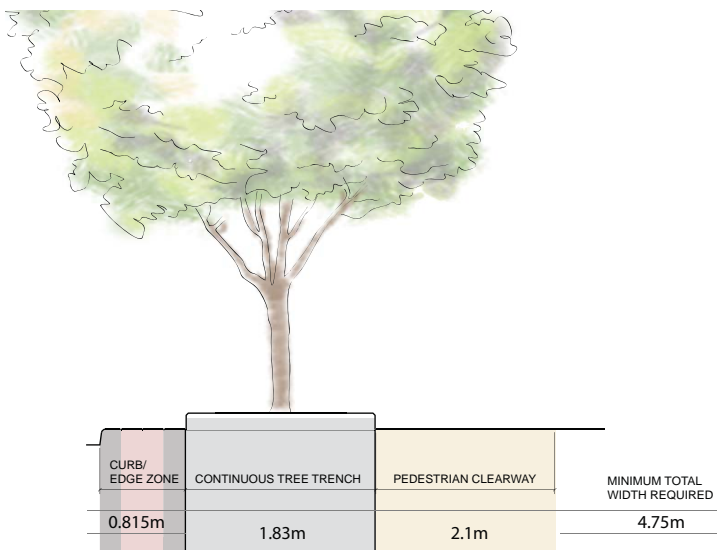 CURB/
EDGE ZONE
CONTINUOUS TREE TRENCH
PEDESTRIAN CLEARWAY
MINIMUM TOTAL
WIDTH REQUIRED
0.815m
1.83m
2.1m
4.75m